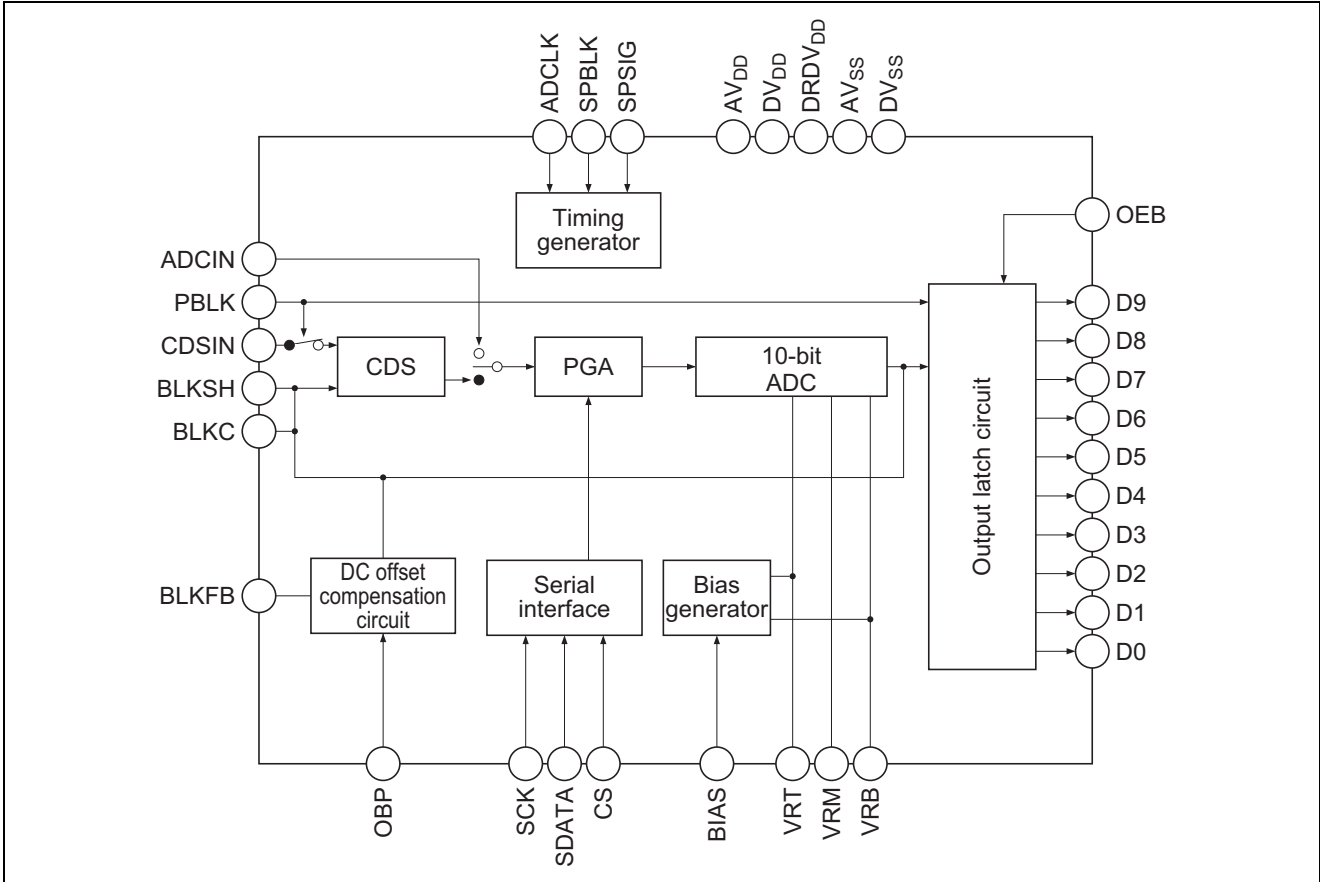 ADCLK
SPBLK
SPSIG
AVDD
DVDD
DRDVDD
AVSS
DVSS
Timing
generator
OEB
ADCIN
PBLK
CDSIN
BLKSH
BLKC
CDS
PGA
10-bit
ADC
Output latch circuit
D9
D8
D7
D6
D5
D4
D3
D2
D1
D0
BLKFB
DC offset
compensation
circuit
Serial
interface
Bias
generator
OBP
SCK
SDATA
CS
BIAS
VRT
VRM
VRB